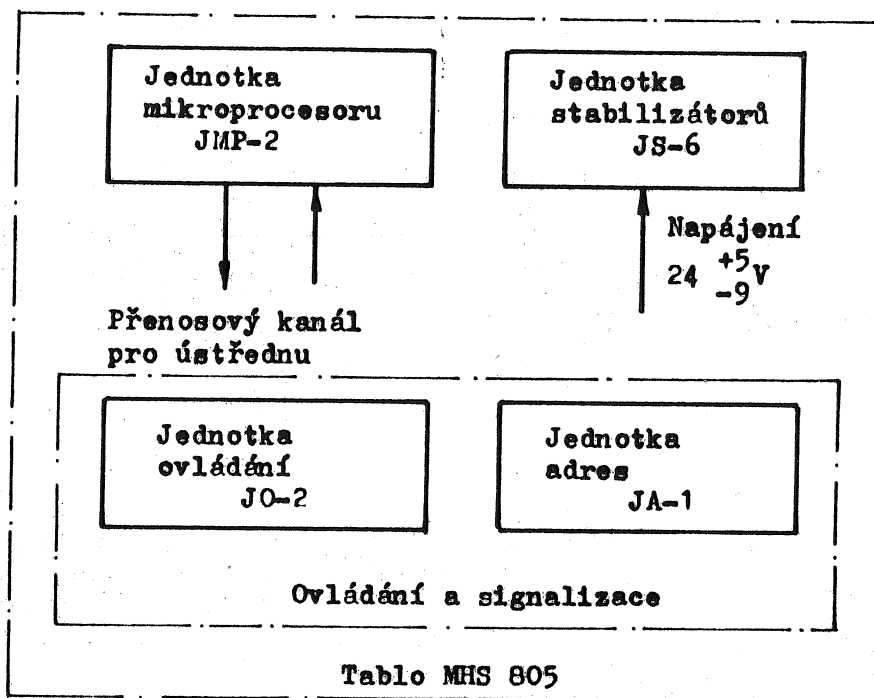 Jednotka
mikroprocesoru
JMP-2
Jednotka
stabilizátorů
JS-6
Napájení
24 +5 -9 V
Přenosový kanál
pro ústřednu
Jednotka
ovládání
JO-2
Jednotka
adres
JA-1
Ovládání a signalizace
Tablo MHS 805